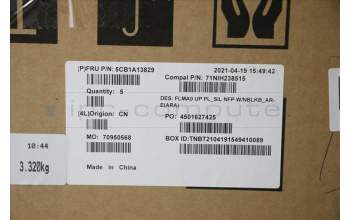 (P)FRU P/N: 5CB1A13829
2021-04-19 15:49:42
Compal P/N: 71NIH238515
Quantity: 5
DES: FLMA0 UP PL_SIL NFP W/NBLKB_AR-
E(ARA)
(4L)Origion: CN
PO: 4501627425
MO: 70950568
BOX ID:TNBT2104191549410089
Made in China
10:44
3.320kg